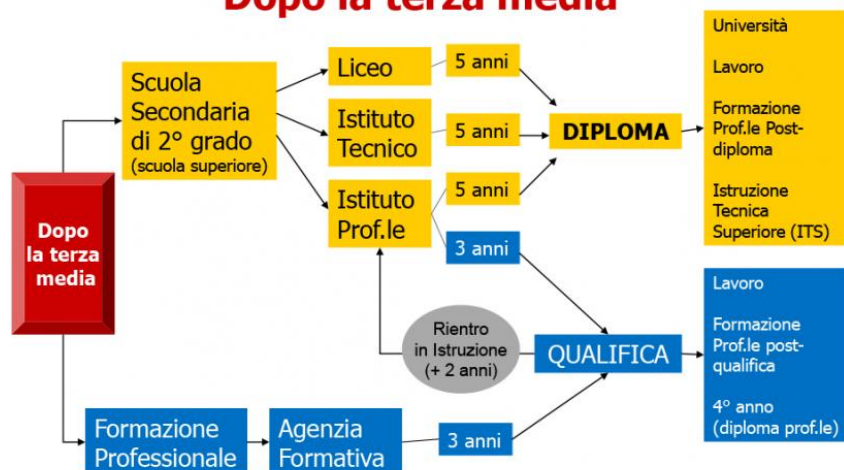 Dopo la terza media
Scuola
Secondaria
di 2° grado
(scuola superiore)
Liceo
5 anni
Istituto
Tecnico
5 anni
Istituto
Prof.le
5 anni
3 anni
DIPLOMA
Università
Lavoro
Formazione
Prof.le Post-
diploma
Istruzione
Tecnica
Superiore (ITS)
Dopo
la terza
media
Rientro
in Istruzione
(+ 2 anni)
QUALIFICA
Lavoro
Formazione
Prof.le post-
qualifica
4° anno
(diploma prof.le)
Formazione
Professionale
Agenzia
Formativa
3 anni